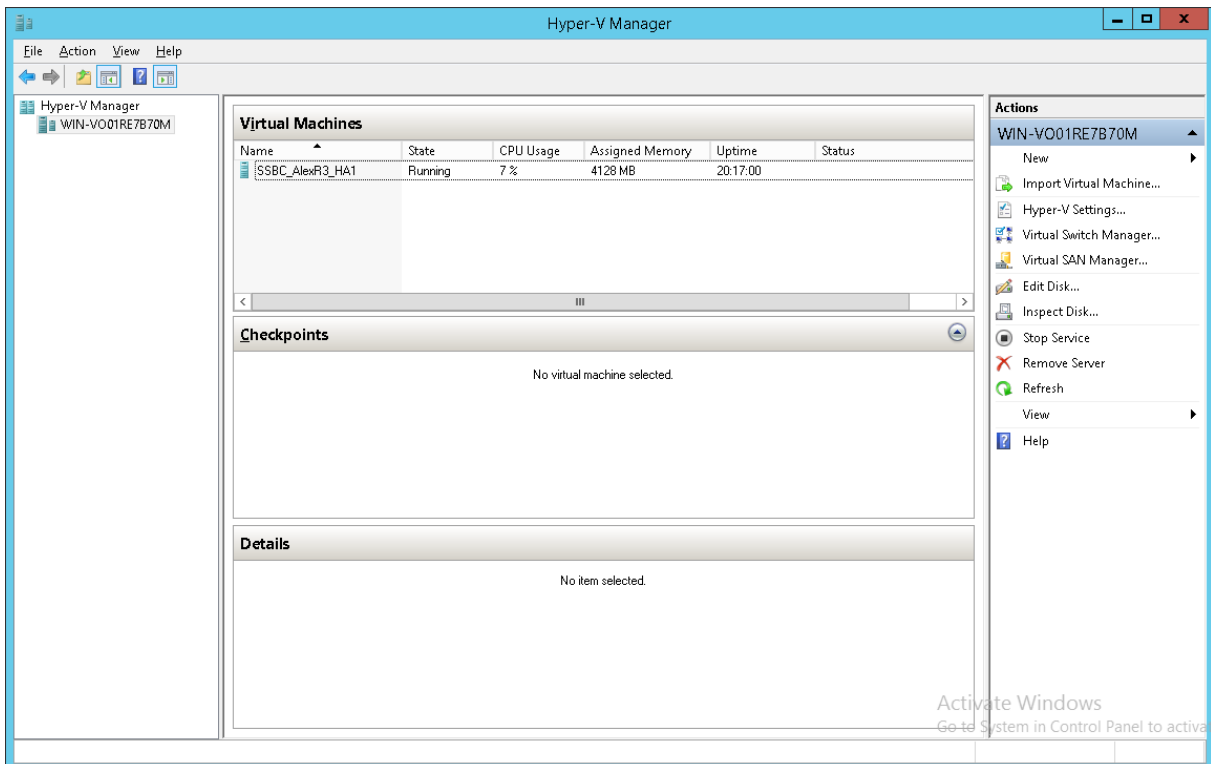 Hyper-V Manager
File Action View Help
Hyper-V Manager
WIN-VO01RE7B70M
Virtual Machines
Name State CPU Usage Assigned Memory Uptime Status
SSBC_AlexR3_HA1 Running 7 % 4128 MB 20:17:00
Checkpoints
No virtual machine selected.
Details
No item selected.
Actions
WIN-VO01RE7B70M
New
Import Virtual Machine...
Hyper-V Settings...
Virtual Switch Manager...
Virtual SAN Manager...
Edit Disk...
Inspect Disk...
Stop Service
Remove Server
Refresh
View
Help
Activate Windows
Go to System in Control Panel to activa